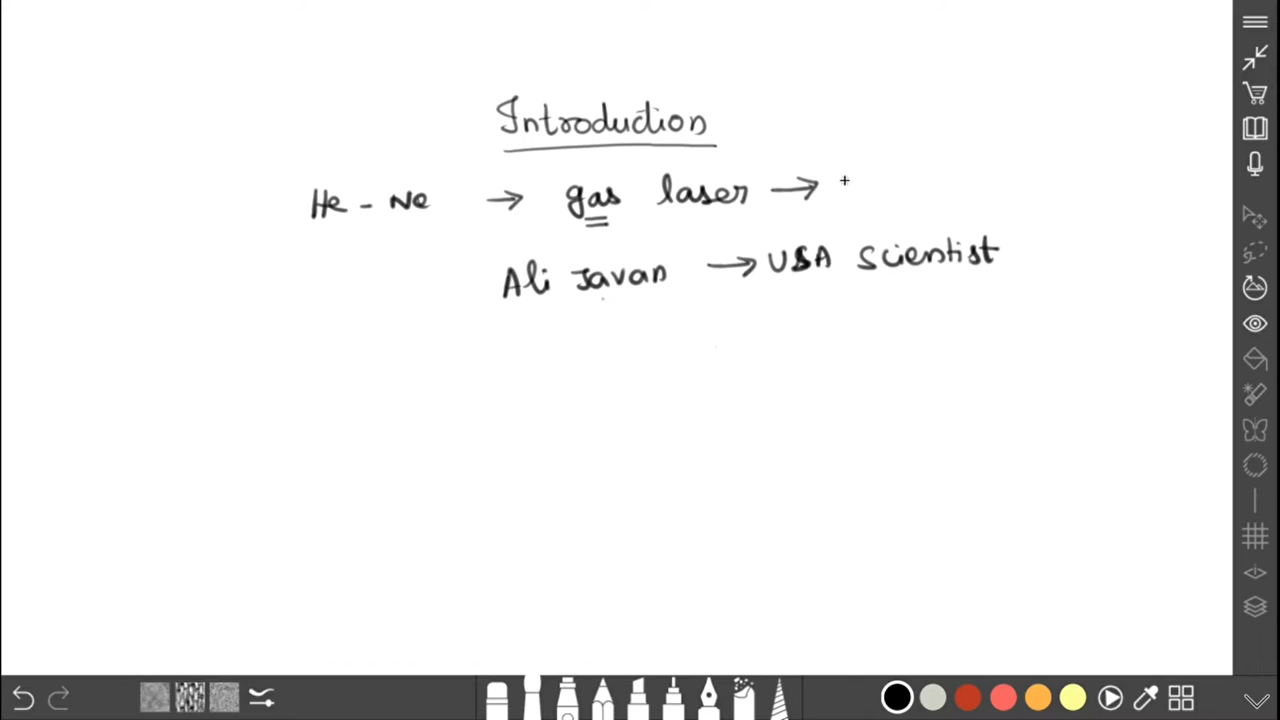 Introduction
He - Ne → gas laser →
Ali Javan → USA Scientist